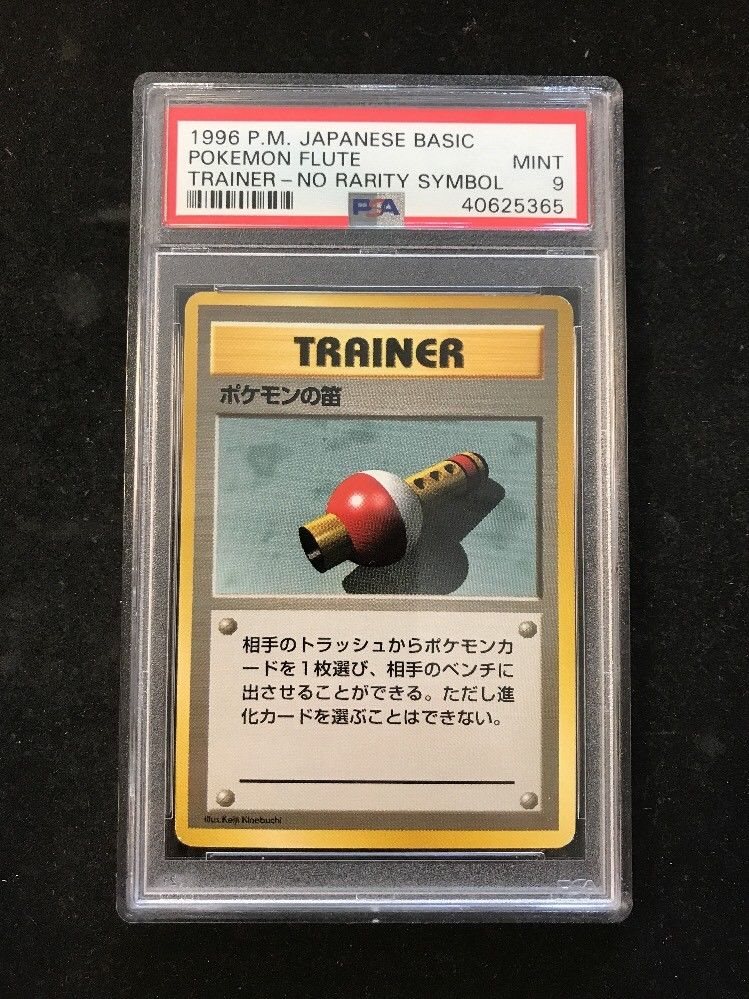 1996 P.M. JAPANESE BASIC
POKEMON FLUTE MINT
TRAINER - NO RARITY SYMBOL 9
PSA 40625365
TRAINER
ポケモンの笛
相手のトラッシュからポケモンカ
ードを1枚選び、相手のベンチに
出させることができる。ただし進
化カードを選ぶことはできない。
Illus. Keiji Kinebuchi
PSA